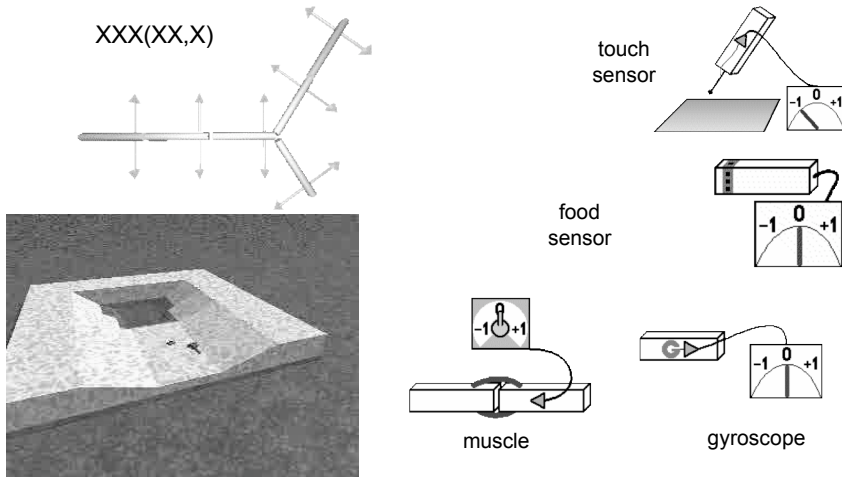 XXX(XX,X)
touch
sensor
-1 0 +1
food
sensor
-1 0 +1
-1 0 +1
muscle
G
-1 0 +1
gyroscope